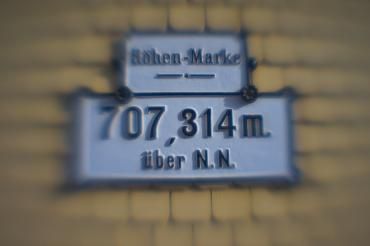 Höhen-Marke
707,314 m.
über N.N.